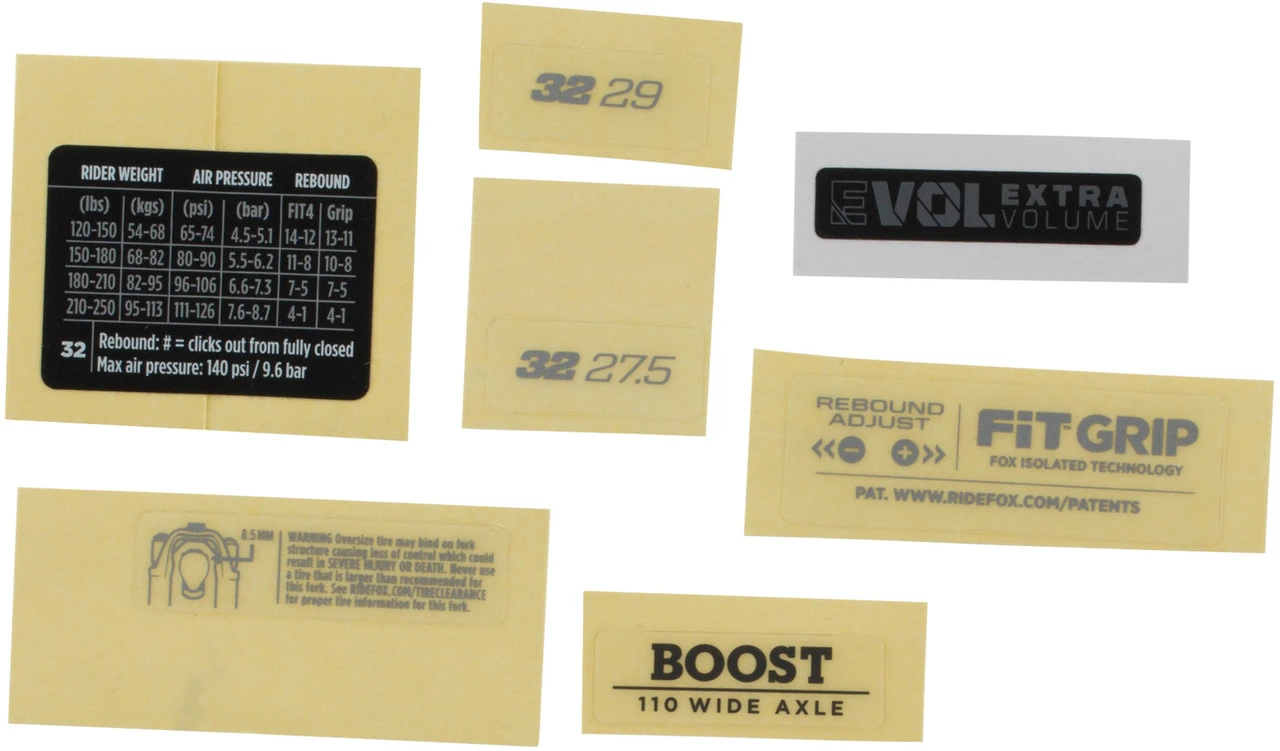 RIDER WEIGHT AIR PRESSURE REBOUND
(lbs) (kgs) (psi) (bar) FIT4 Grip
120-150 54-68 65-74 4.5-5.1 14-12 13-11
150-180 68-82 80-90 5.5-6.2 11-8 10-8
180-210 82-95 96-106 6.6-7.3 7-5 7-5
210-250 95-113 111-126 7.6-8.7 4-1 4-1
32 Rebound: # = clicks out from fully closed
Max air pressure: 140 psi / 9.6 bar
32 29
32 27.5
EVOL EXTRA
VOLUME
REBOUND
ADJUST
«− +»
FiT GRIP
FOX ISOLATED TECHNOLOGY
PAT. WWW.RIDEFOX.COM/PATENTS
8.5 MM
WARNING Oversize tire may bind on fork
structure causing loss of control which could
result in SEVERE INJURY OR DEATH. Never use
a tire that is larger than recommended for
this fork. See RIDEFOX.COM/TIRECLEARANCE
for proper tire information for this fork.
BOOST
110 WIDE AXLE